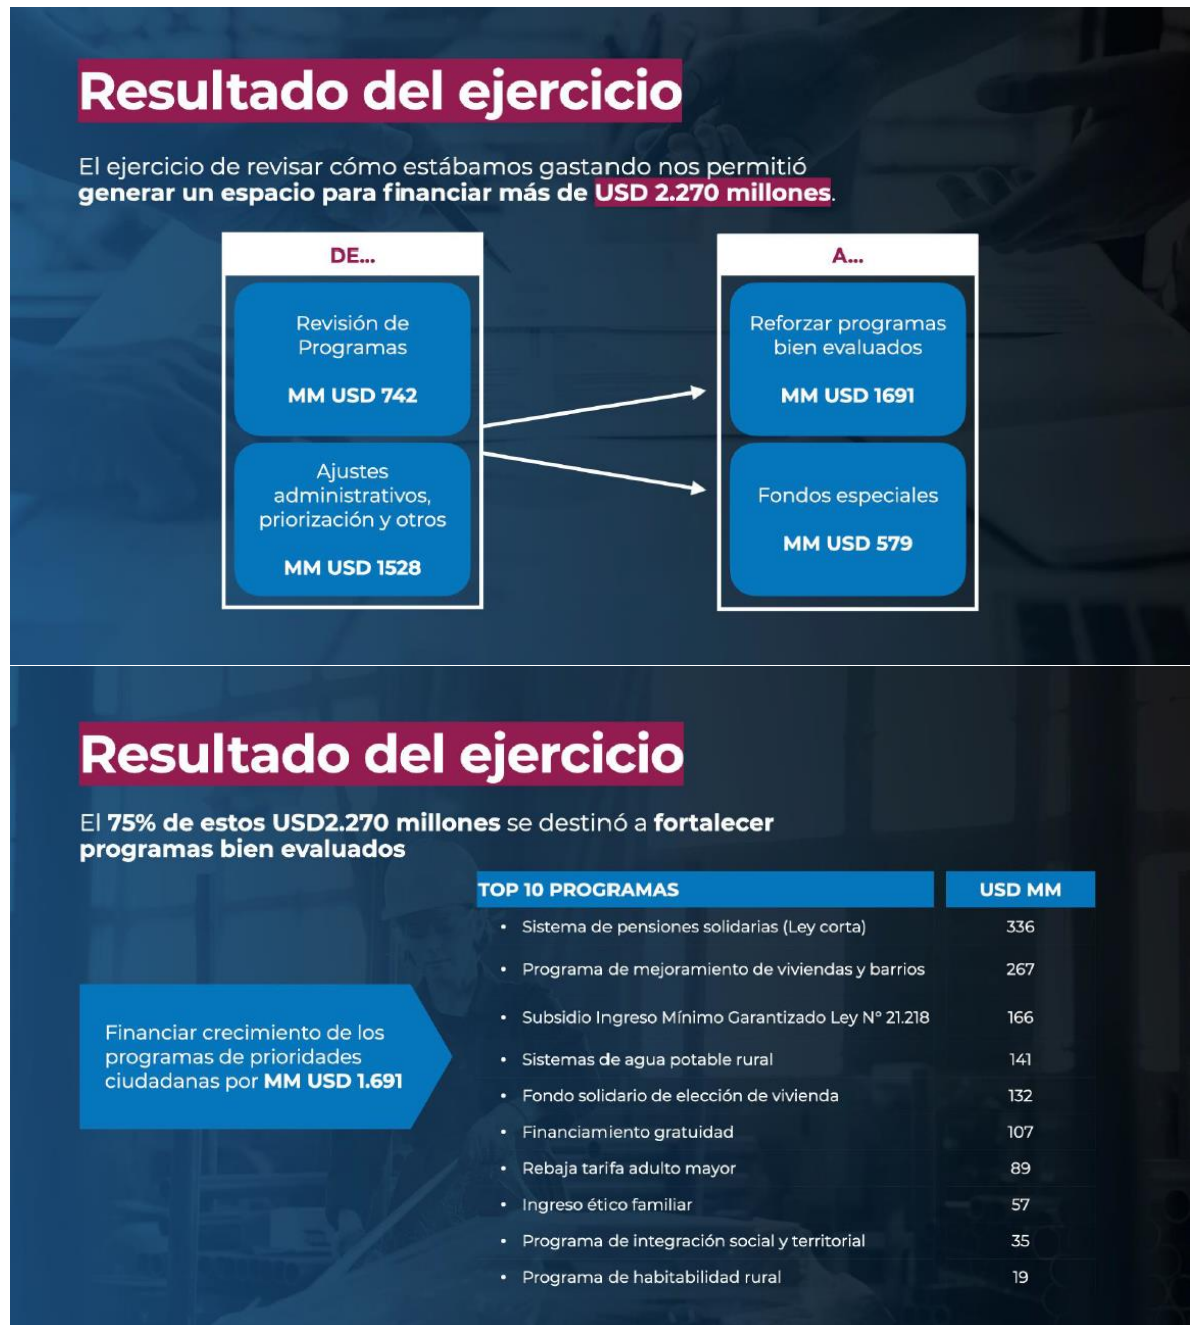 Resultado del ejercicio
El ejercicio de revisar cómo estábamos gastando nos permitió
generar un espacio para financiar más de USD 2.270 millones.
DE...
Revisión de
Programas
MM USD 742
Ajustes
administrativos,
priorización y otros
MM USD 1528
A...
Reforzar programas
bien evaluados
MM USD 1691
Fondos especiales
MM USD 579
Resultado del ejercicio
El 75% de estos USD2.270 millones se destinó a fortalecer
programas bien evaluados
Financiar crecimiento de los
programas de prioridades
ciudadanas por MM USD 1.691
TOP 10 PROGRAMAS USD MM
• Sistema de pensiones solidarias (Ley corta) 336
• Programa de mejoramiento de viviendas y barrios 267
• Subsidio Ingreso Mínimo Garantizado Ley N° 21.218 166
• Sistemas de agua potable rural 141
• Fondo solidario de elección de vivienda 132
• Financiamiento gratuidad 107
• Rebaja tarifa adulto mayor 89
• Ingreso ético familiar 57
• Programa de integración social y territorial 35
• Programa de habitabilidad rural 19